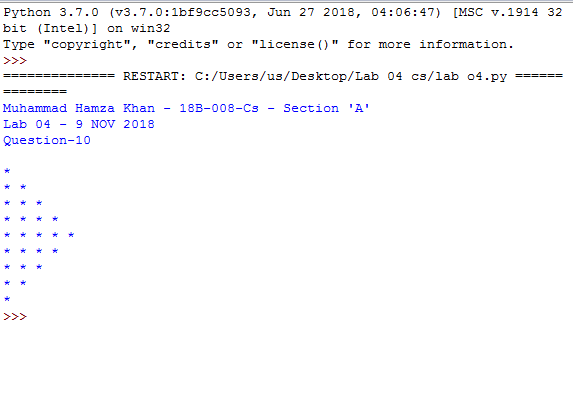 Python 3.7.0 (v3.7.0:1bf9cc5093, Jun 27 2018, 04:06:47) [MSC v.1914 32
bit (Intel)] on win32
Type "copyright", "credits" or "license()" for more information.
>>>
============== RESTART: C:/Users/us/Desktop/Lab 04 cs/lab o4.py ======
========
Muhammad Hamza Khan - 18B-008-Cs - Section 'A'
Lab 04 - 9 NOV 2018
Question-10

*
* *
* * *
* * * *
* * * * *
* * * *
* * *
* *
*
>>>